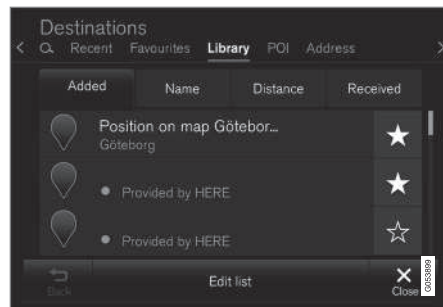 Destinations
Recent Favourites Library POI Address
Added Name Distance Received
Position on map Götebor...
Göteborg
Provided by HERE
Provided by HERE
Back Edit list Close
G053899